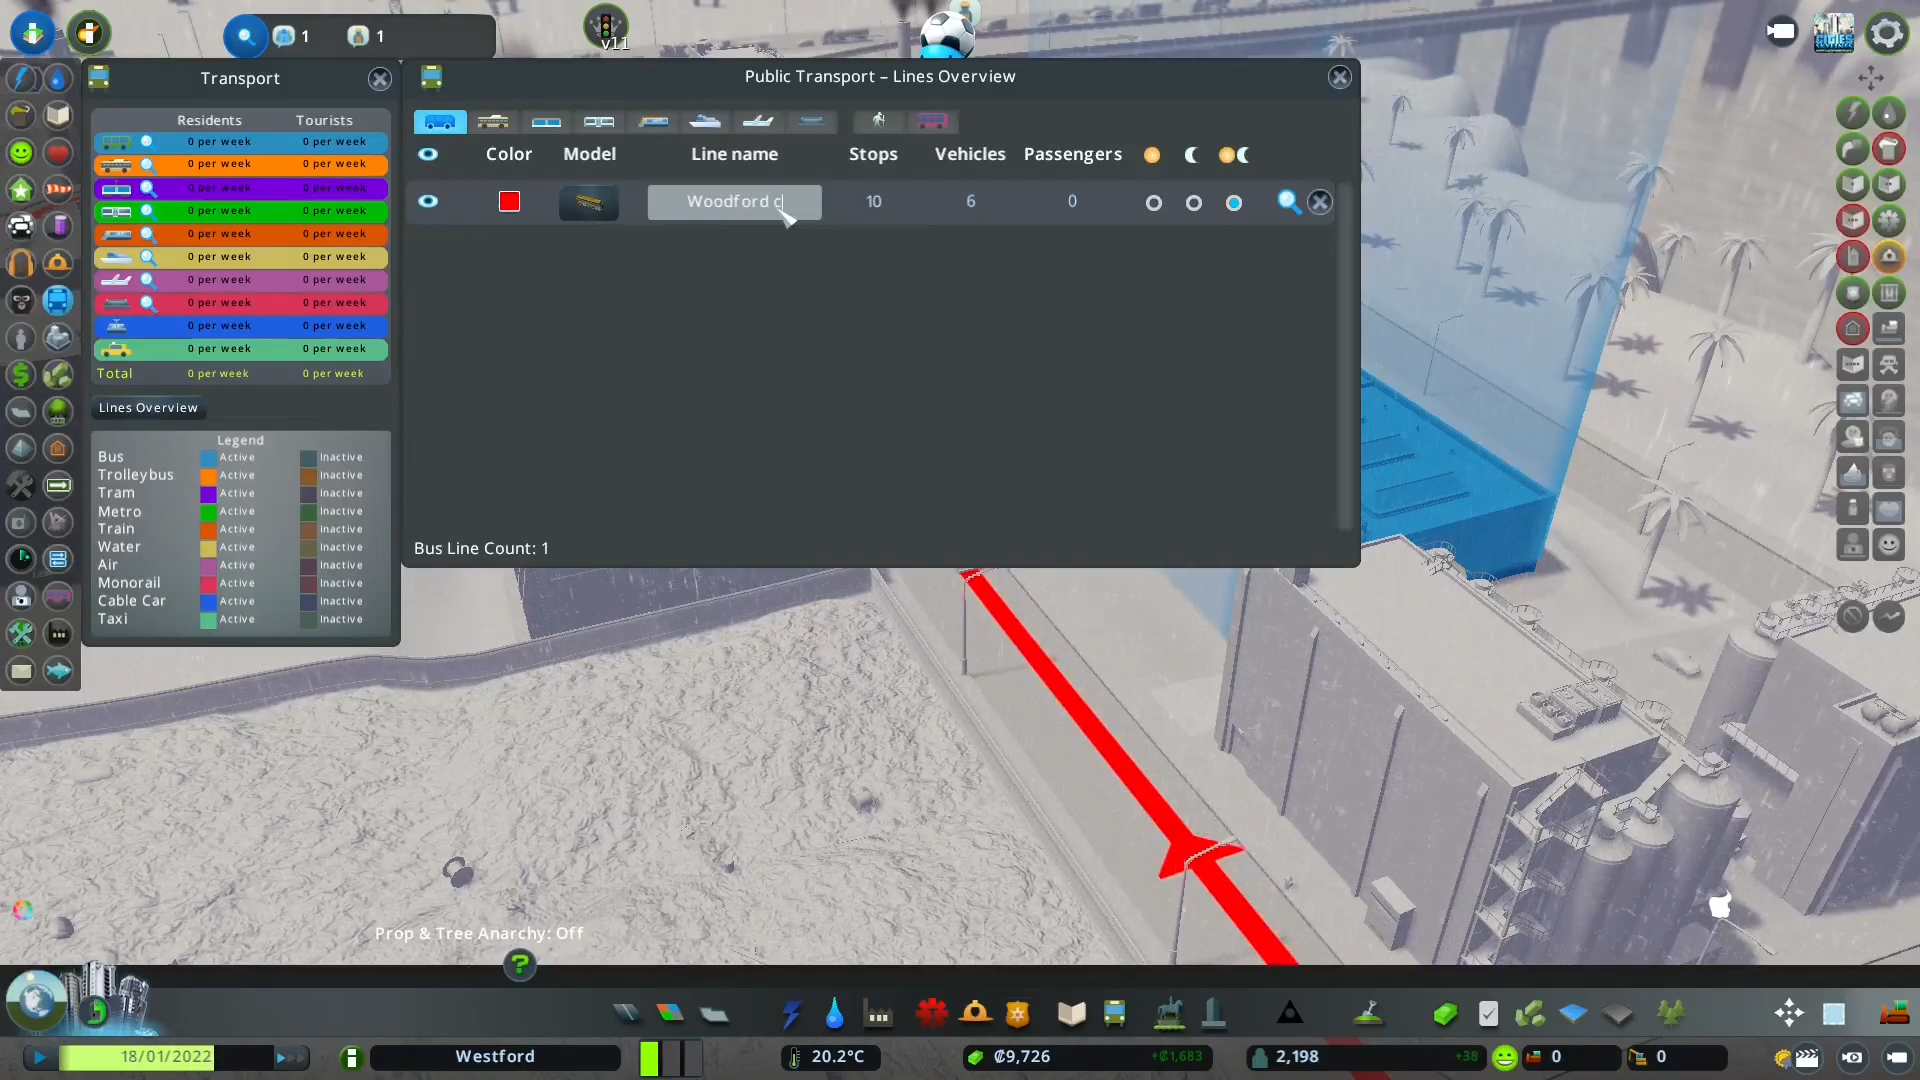 1
1
v11
CITIES
SKYLINES
Transport
Public Transport – Lines Overview
Residents Tourists
0 per week 0 per week
0 per week 0 per week
0 per week 0 per week
0 per week 0 per week
0 per week 0 per week
0 per week 0 per week
0 per week 0 per week
0 per week 0 per week
0 per week 0 per week
0 per week 0 per week
Total 0 per week 0 per week
Lines Overview
Legend
Bus Active Inactive
Trolleybus Active Inactive
Tram Active Inactive
Metro Active Inactive
Train Active Inactive
Water Active Inactive
Air Active Inactive
Monorail Active Inactive
Cable Car Active Inactive
Taxi Active Inactive
Color Model Line name Stops Vehicles Passengers
Woodford c 10 6 0
Bus Line Count: 1
Prop & Tree Anarchy: Off
?
18/01/2022
Westford
20.2°C
₡9,726 +₡1,683
2,198 +38
0
0